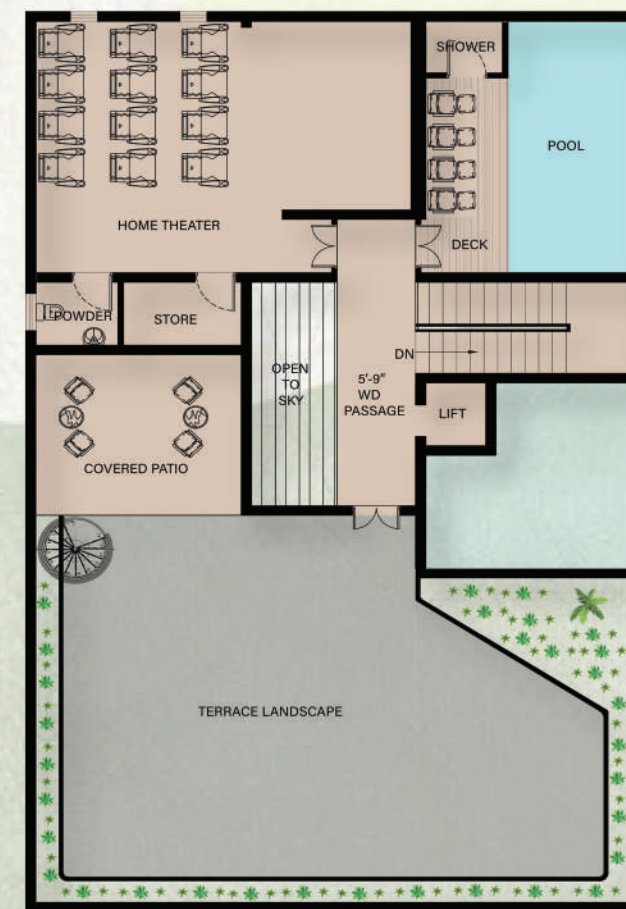 SHOWER
POOL
HOME THEATER
DECK
POWDER
STORE
DN
OPEN
TO
SKY
5'-9"
WD
PASSAGE
LIFT
COVERED PATIO
TERRACE LANDSCAPE